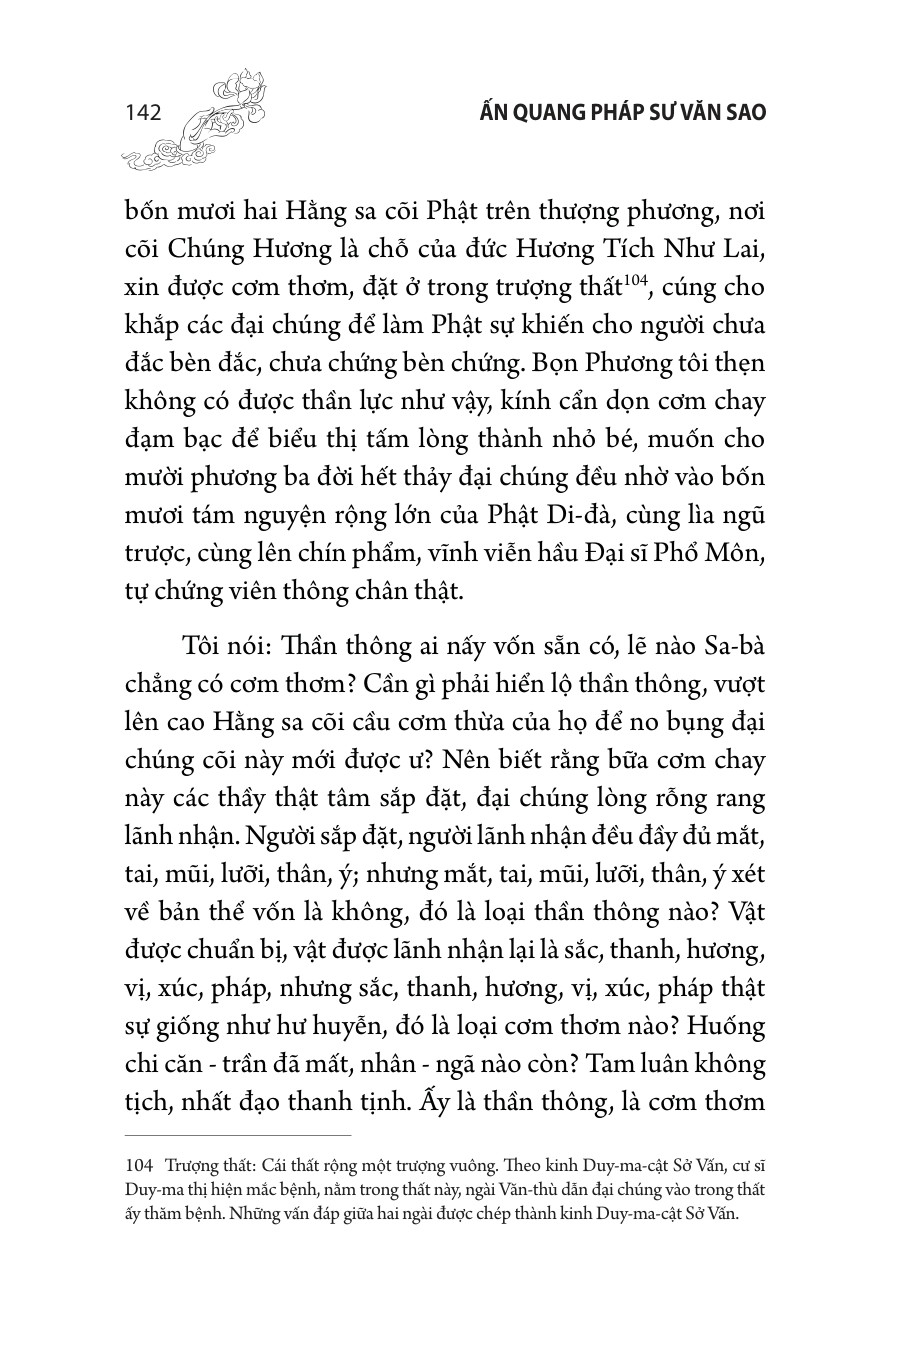 142
ẤN QUANG PHÁP SƯ VĂN SAO
bốn mươi hai Hằng sa cõi Phật trên thượng phương, nơi
cõi Chúng Hương là chỗ của đức Hương Tích Như Lai,
xin được cơm thơm, đặt ở trong trượng thất104, cúng cho
khắp các đại chúng để làm Phật sự khiến cho người chưa
đắc bèn đắc, chưa chứng bèn chứng. Bọn Phương tôi thẹn
không có được thần lực như vậy, kính cẩn dọn cơm chay
đạm bạc để biểu thị tấm lòng thành nhỏ bé, muốn cho
mười phương ba đời hết thảy đại chúng đều nhờ vào bốn
mươi tám nguyện rộng lớn của Phật Di-đà, cùng lìa ngũ
trược, cùng lên chín phẩm, vĩnh viễn hầu Đại sĩ Phổ Môn,
tự chứng viên thông chân thật.
Tôi nói: Thần thông ai nấy vốn sẵn có, lẽ nào Sa-bà
chẳng có cơm thơm? Cần gì phải hiển lộ thần thông, vượt
lên cao Hằng sa cõi cầu cơm thừa của họ để no bụng đại
chúng cõi này mới được ư? Nên biết rằng bữa cơm chay
này các thầy thật tâm sắp đặt, đại chúng lòng rỗng rang
lãnh nhận. Người sắp đặt, người lãnh nhận đều đầy đủ mắt,
tai, mũi, lưỡi, thân, ý; nhưng mắt, tai, mũi, lưỡi, thân, ý xét
về bản thể vốn là không, đó là loại thần thông nào? Vật
được chuẩn bị, vật được lãnh nhận lại là sắc, thanh, hương,
vị, xúc, pháp, nhưng sắc, thanh, hương, vị, xúc, pháp thật
sự giống như hư huyễn, đó là loại cơm thơm nào? Huống
chi căn - trần đã mất, nhân - ngã nào còn? Tam luân không
tịch, nhất đạo thanh tịnh. Ấy là thần thông, là cơm thơm
104 Trượng thất: Cái thất rộng một trượng vuông. Theo kinh Duy-ma-cật Sở Vấn, cư sĩ
Duy-ma thị hiện mắc bệnh, nằm trong thất này, ngài Văn-thù dẫn đại chúng vào trong thất
ấy thăm bệnh. Những vấn đáp giữa hai ngài được chép thành kinh Duy-ma-cật Sở Vấn.